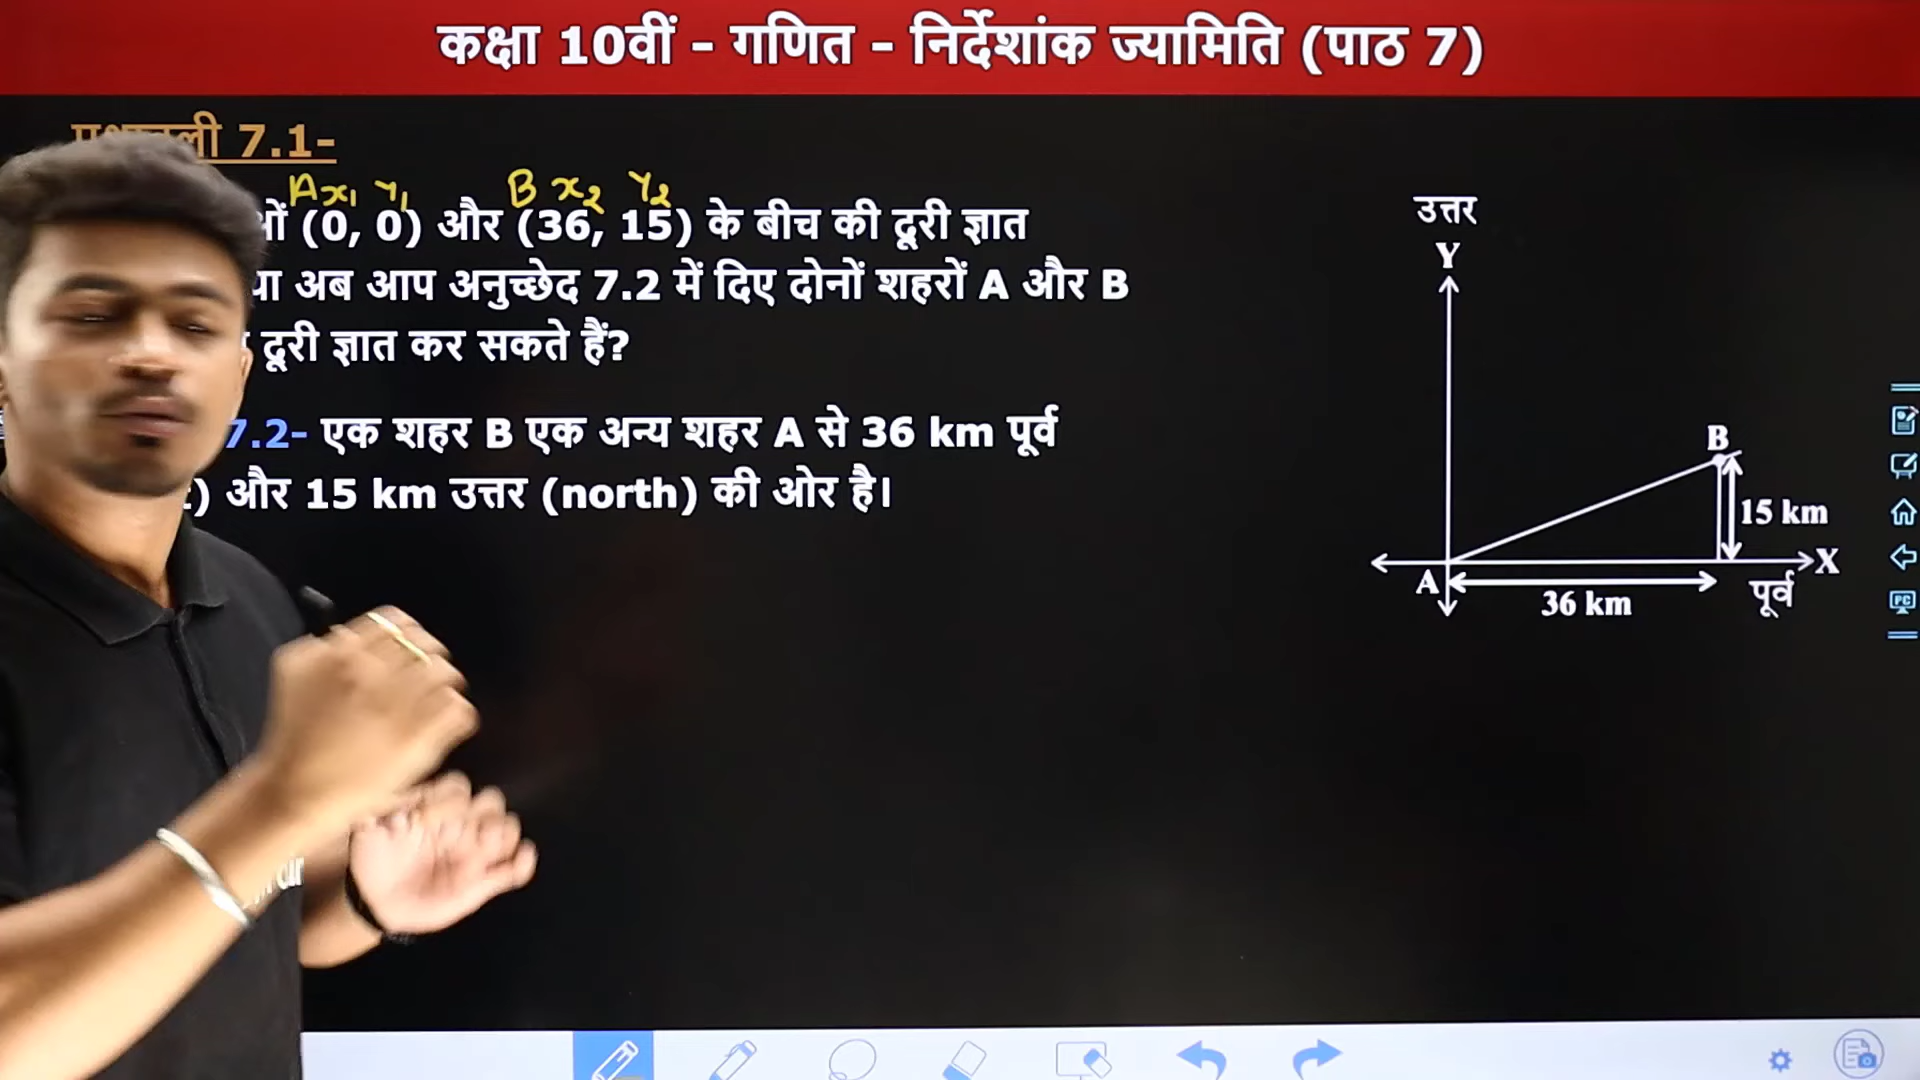 कक्षा 10वीं – गणित – निर्देशांक ज्यामिति (पाठ 7)
7.1-
A x₁ y₁ B x₂ y₂
(0, 0) और (36, 15) के बीच की दूरी ज्ञात
अब आप अनुच्छेद 7.2 में दिए दोनों शहरों A और B
दूरी ज्ञात कर सकते हैं?
7.2- एक शहर B एक अन्य शहर A से 36 km पूर्व
और 15 km उत्तर (north) की ओर है।
उत्तर
Y
B
15 km
X
A
36 km
पूर्व
PC